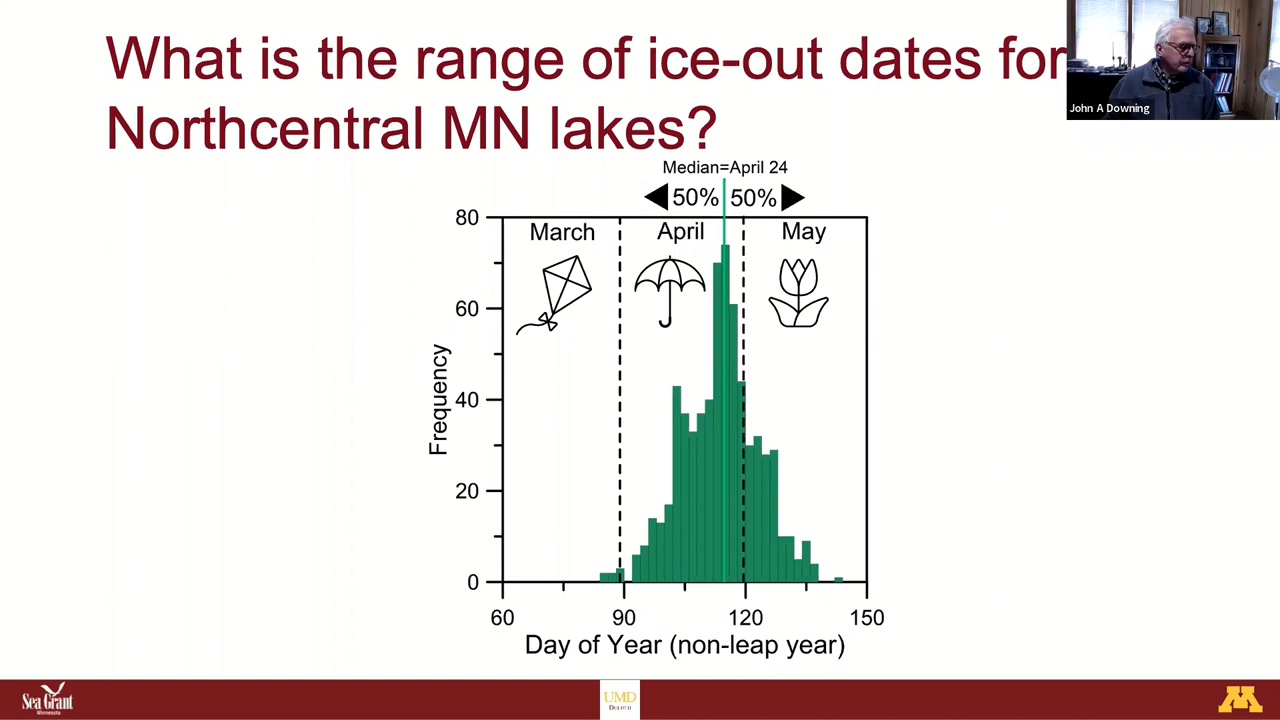 What is the range of ice-out dates for
Northcentral MN lakes?
John A Downing
Median=April 24
50% 50%
80
March April May
60
Frequency
40
20
0
60 90 120 150
Day of Year (non-leap year)
Sea Grant
Minnesota
UMD
DULUTH
M